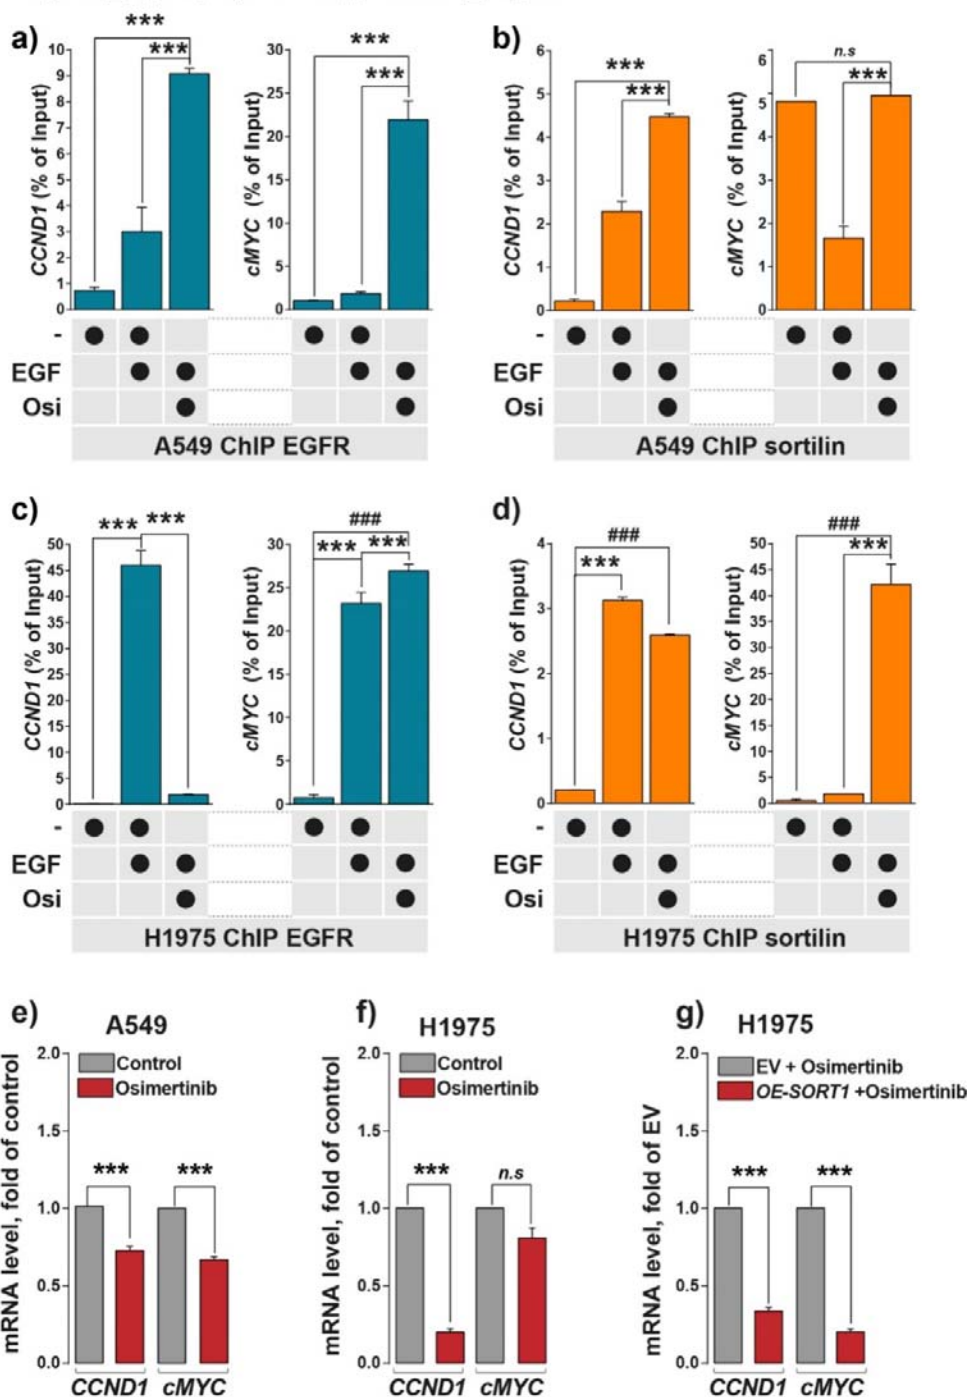 a)
***
***
CCND1 (% of Input)
10
9
8
7
6
5
4
3
2
1
0
***
***
cMYC (% of Input)
30
25
20
15
10
5
0
-
EGF
Osi
A549 ChIP EGFR
b)
***
***
CCND1 (% of Input)
6
5
4
3
2
1
0
n.s
***
cMYC (% of Input)
6
5
4
3
2
1
0
-
EGF
Osi
A549 ChIP sortilin
c)
*** ***
CCND1 (% of Input)
50
45
40
35
30
25
20
15
10
5
0
###
*** ***
cMYC (% of Input)
30
25
20
15
10
5
0
-
EGF
Osi
H1975 ChIP EGFR
d)
###
***
CCND1 (% of Input)
4
3
2
1
0
###
***
cMYC (% of Input)
50
45
40
35
30
25
20
15
10
5
0
-
EGF
Osi
H1975 ChIP sortilin
e)
A549
mRNA level, fold of control
2.0
1.5
1.0
0.5
0.0
Control
Osimertinib
*** ***
CCND1 cMYC
f)
H1975
mRNA level, fold of control
2.0
1.5
1.0
0.5
0.0
Control
Osimertinib
*** n.s
CCND1 cMYC
g)
H1975
mRNA level, fold of EV
2.0
1.5
1.0
0.5
0.0
EV + Osimertinib
OE-SORT1 +Osimertinib
*** ***
CCND1 cMYC